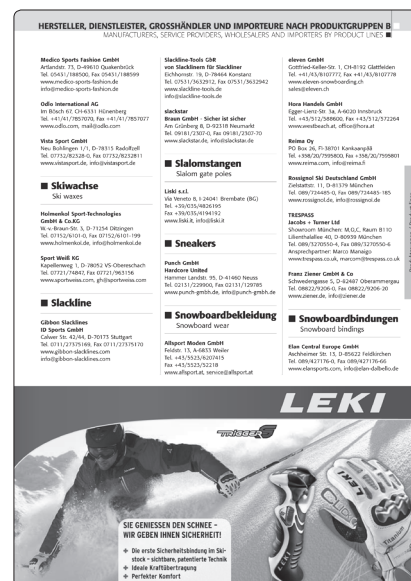 HERSTELLER, DIENSTLEISTER, GROSSHÄNDLER UND IMPORTEURE NACH PRODUKTGRUPPEN B
MANUFACTURERS, SERVICE PROVIDERS, WHOLESALERS AND IMPORTERS BY PRODUCT LINES
Medico Sports Fashion GmbH
Artlandstr. 73, D-49610 Quakenbrück
Tel. 05451/188500, Fax 05451/188599
www.medico-sports-fashion.de
info@medico-sports-fashion.de
Odlo International AG
Im Bösch 67, CH-6331 Hünenberg
Tel. +41/41/7857070, Fax +41/41/7857077
www.odlo.com, mail@odlo.com
Vista Sport GmbH
Neu Bohlingen 1/1, D-78315 Radolfzell
Tel. 07732/82528-0, Fax 07732/8252811
www.vistasport.de, info@vistasport.de
Skiwachse
Ski waxes
Holmenkol Sport-Technologies
GmbH & Co.KG
W.-v.-Braun-Str. 3, D-71254 Ditzingen
Tel. 07152/6101-0, Fax 07152/6101-199
www.holmenkol.de, info@holmenkol.de
Sport Weiß KG
Kapellenweg 1, D-78052 VS-Obereschach
Tel. 07721/74847, Fax 07721/963156
www.sportweiss.com, gh@sportweiss.com
Slackline
Gibbon Slacklines
ID Sports GmbH
Calwer Str. 42/44, D-70173 Stuttgart
Tel. 0711/27375169, Fax 0711/27375170
www.gibbon-slacklines.com
info@gibbon-slacklines.com
Slackline-Tools GbR
von Slacklinern für Slackliner
Eichhornstr. 19, D-78464 Konstanz
Tel. 07531/3632912, Fax 07531/3632942
www.slackline-tools.de
info@slackline-tools.de
slackstar
Braun GmbH - Sicher ist sicher
Am Grünberg 8, D-92318 Neumarkt
Tel. 09181/2307-0, Fax 09181/2307-70
www.slackstar.de, info@slackstar.de
Slalomstangen
Slalom gate poles
Liski s.r.l.
Via Veneto 8, I-24041 Brembate (BG)
Tel. +39/035/4826195
Fax +39/035/4194192
www.liski.it, info@liski.it
Sneakers
Punch GmbH
Hardcore United
Hammer Landstr. 95, D-41460 Neuss
Tel. 02131/229900, Fax 02131/129785
www.punch-gmbh.de, info@punch-gmbh.de
Snowboardbekleidung
Snowboard wear
Allsport Moden GmbH
Feldstr. 13, A-6833 Weiler
Tel. +43/5523/6207415
Fax +43/5523/52218
www.allsport.at, service@allsport.at
eleven GmbH
Gottfried-Keller-Str. 1, CH-8192 Glattfelden
Tel. +41/43/8107777, Fax +41/43/8107778
www.eleven-snowboarding.ch
sales@eleven.ch
Hora Handels GmbH
Egger-Lienz-Str. 3a, A-6020 Innsbruck
Tel. +43/512/588600, Fax +43/512/572264
www.westbeach.at, office@hora.at
Reima Oy
PO Box 26, FI-38701 Kankaanpää
Tel. +398/20/7595800, Fax +398/20/7595801
www.reima.com, info@reima.fi
Rossignol Ski Deutschland GmbH
Zielstattstr. 11, D-81379 München
Tel. 089/724485-0, Fax 089/724485-185
www.rossignol.de, info@rossignol.de
TRESPASS
Jacobs + Turner Ltd
Showroom München: M,O,C, Raum B110
Lilienthalallee 40, D-80939 München
Tel. 089/3270550-4, Fax 089/3270550-6
Ansprechpartner: Marco Manasigo
www.trespass.co.uk, marcom@trespass.co.uk
Franz Ziener GmbH & Co
Schwedengasse 5, D-82487 Oberammergau
Tel. 08822/9206-0, Fax 08822/9206-20
www.ziener.de, info@ziener.de
Snowboardbindungen
Snowboard bindings
Elan Central Europe GmbH
Aschheimer Str. 13, D-85622 Feldkirchen
Tel. 089/427176-0, Fax 089/427176-66
www.elansports.com, info@elan-dalbello.de
LEKI
TRIGGER S
Titanium
SIE GENIESSEN DEN SCHNEE –
WIR GEBEN IHNEN SICHERHEIT!
Die erste Sicherheitsbindung im Ski-
stock – sichtbare, patentierte Technik
Ideale Kraftübertragung
Perfekter Komfort